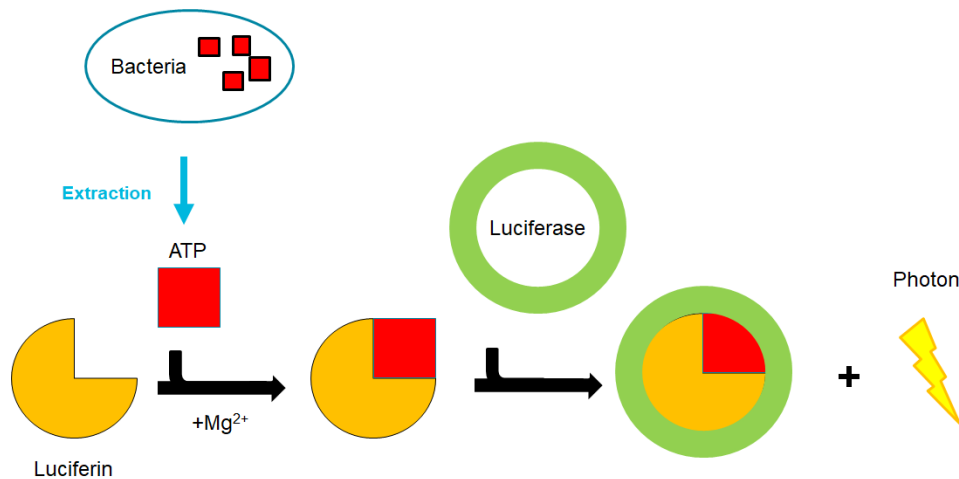 Bacteria
Extraction
ATP
Luciferase
Photon
+Mg²⁺
+
Luciferin